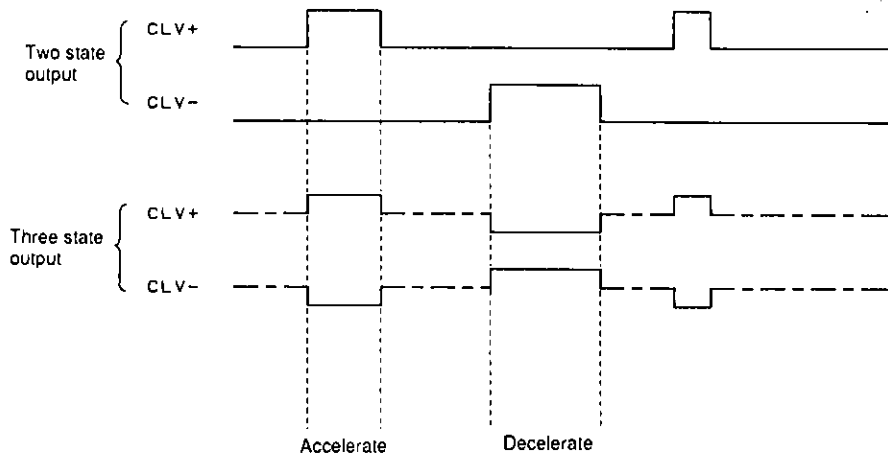 CLV+
Two state
output
CLV-
CLV+
Three state
output
CLV-
Accelerate Decelerate